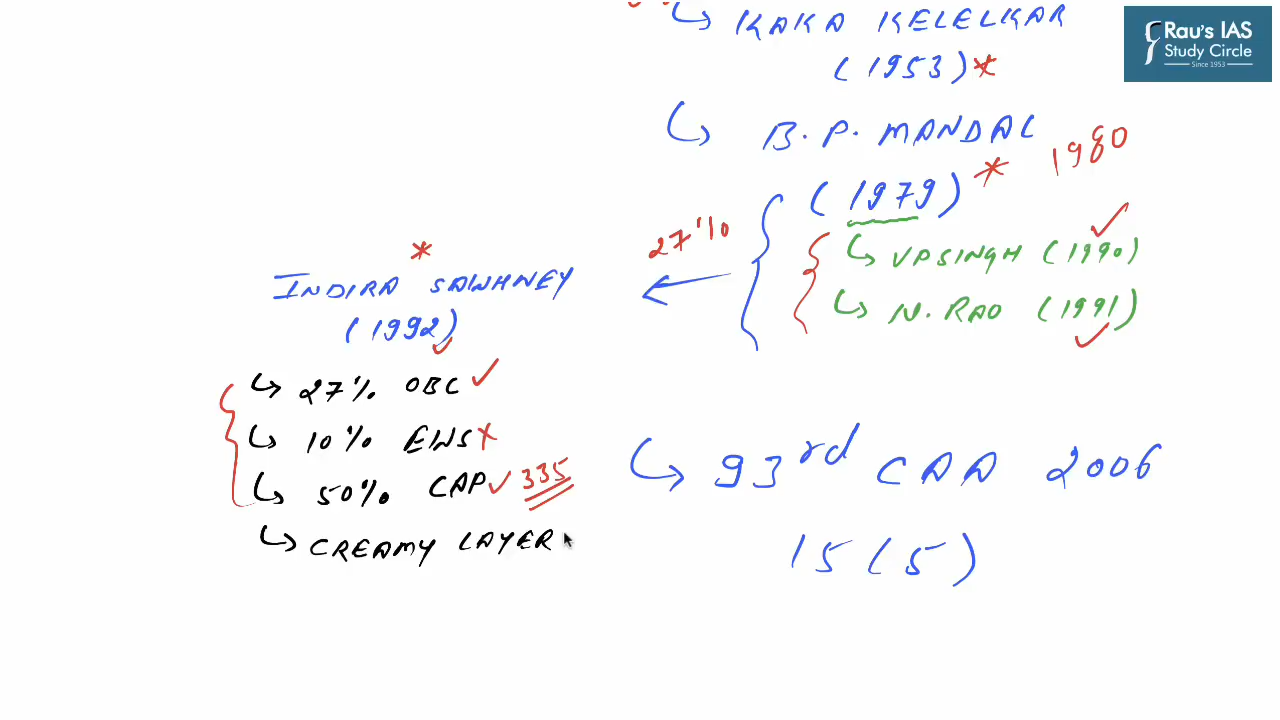 Rau's IAS
Study Circle
Since 1953
KAKA KELELKAR
(1953)*
B.P. MANDAL
1980
(1979) *
27%
VPSINGH (1990)
N. RAO (1991)
*
INDIRA SAWHNEY
(1992)
27% OBC
10% EWS
50% CAP 335
CREAMY LAYER
93rd CAA 2006
15(5)